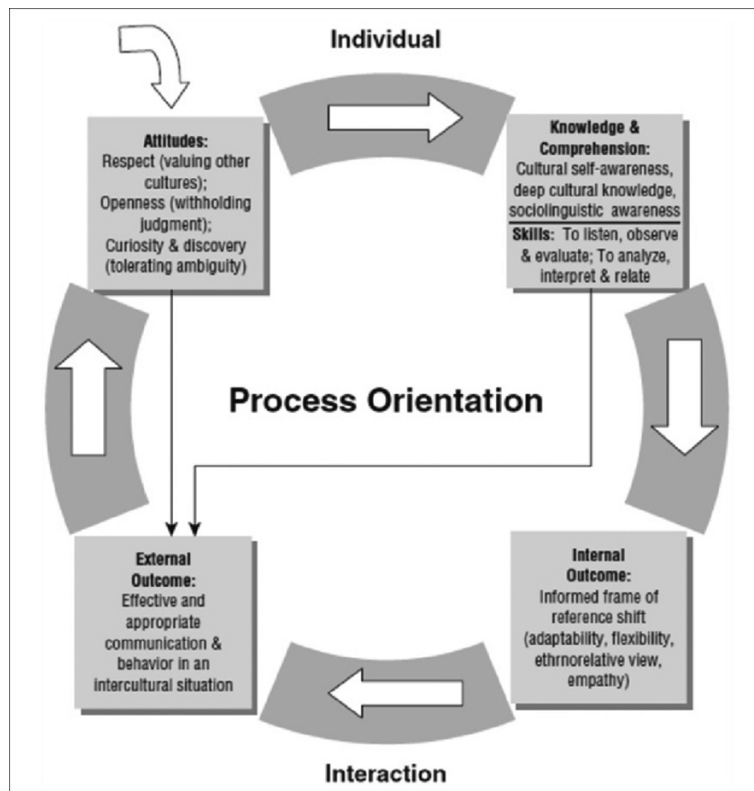 Individual
Attitudes:
Respect (valuing other
cultures);
Openness (withholding
judgment);
Curiosity & discovery
(tolerating ambiguity)
Knowledge &
Comprehension:
Cultural self-awareness,
deep cultural knowledge,
sociolinguistic awareness
Skills: To listen, observe
& evaluate; To analyze,
interpret & relate
Process Orientation
External
Outcome:
Effective and
appropriate
communication &
behavior in an
intercultural situation
Internal
Outcome:
Informed frame of
reference shift
(adaptability, flexibility,
ethrnorelative view,
empathy)
Interaction